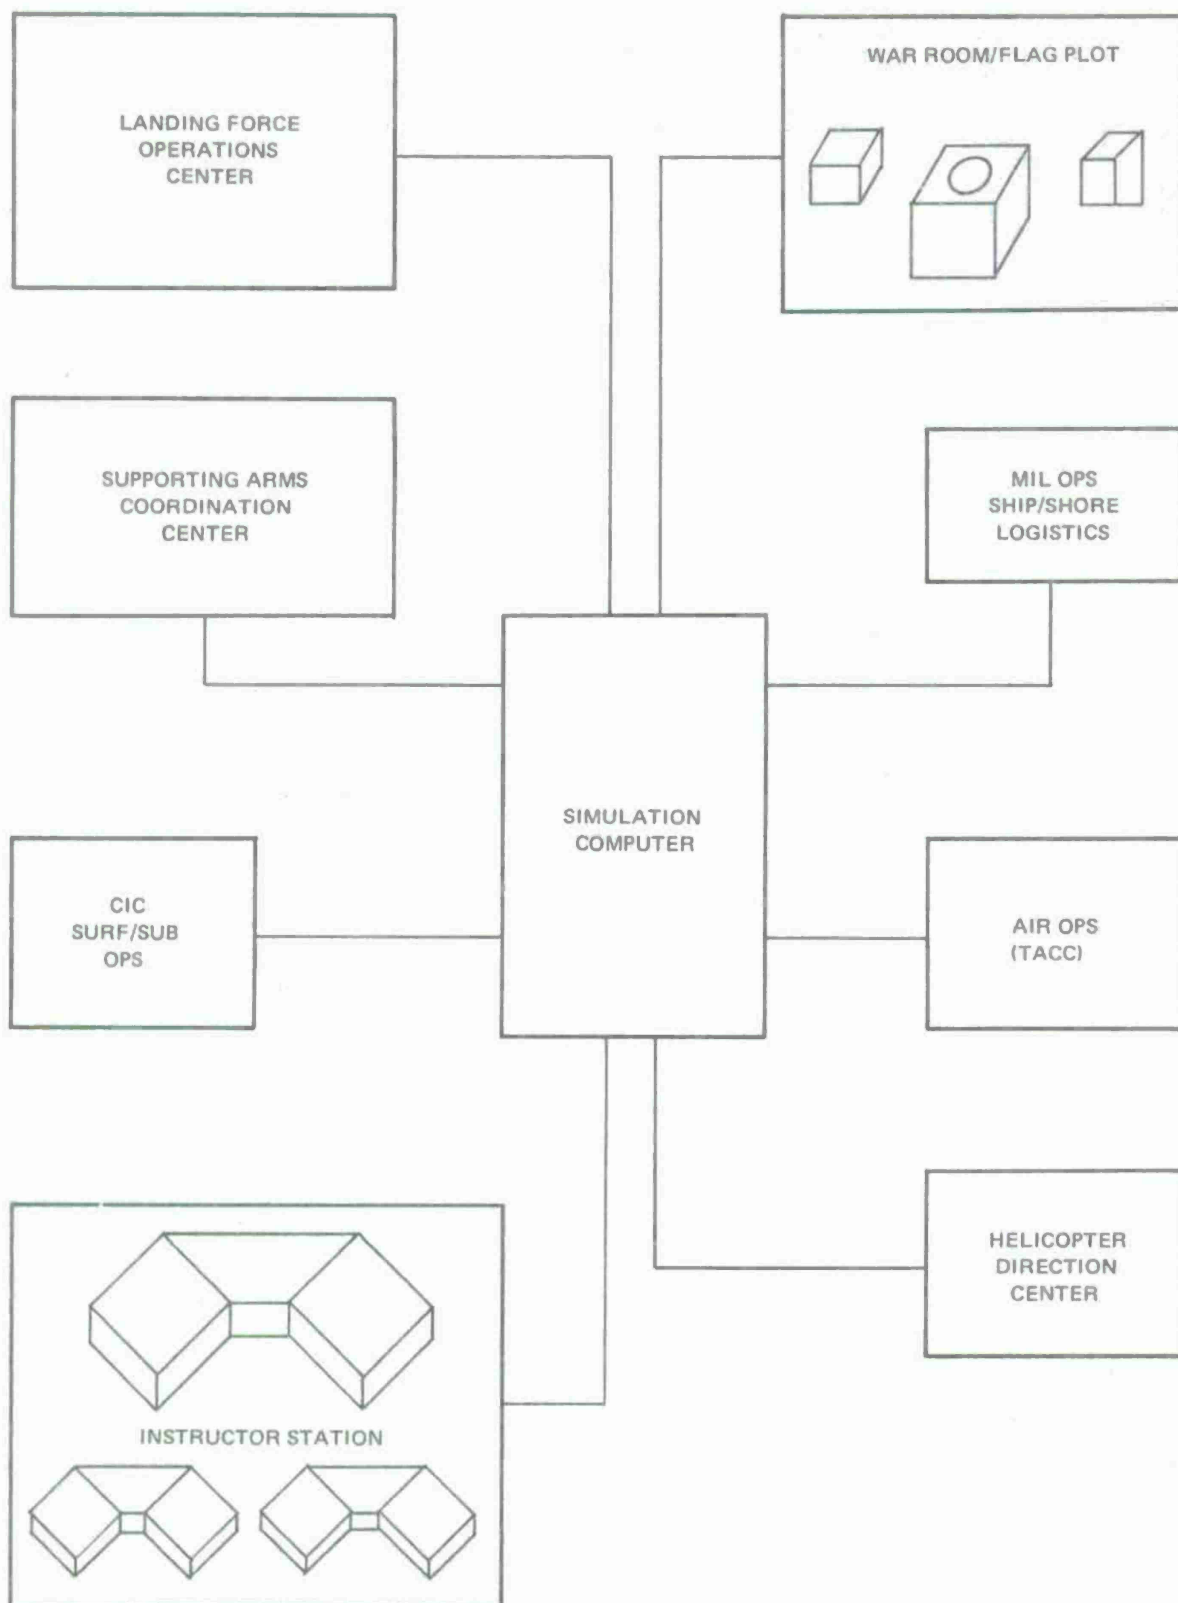 LANDING FORCE
OPERATIONS
CENTER
WAR ROOM/FLAG PLOT
SUPPORTING ARMS
COORDINATION
CENTER
MIL OPS
SHIP/SHORE
LOGISTICS
SIMULATION
COMPUTER
CIC
SURF/SUB
OPS
AIR OPS
(TACC)
HELICOPTER
DIRECTION
CENTER
INSTRUCTOR STATION